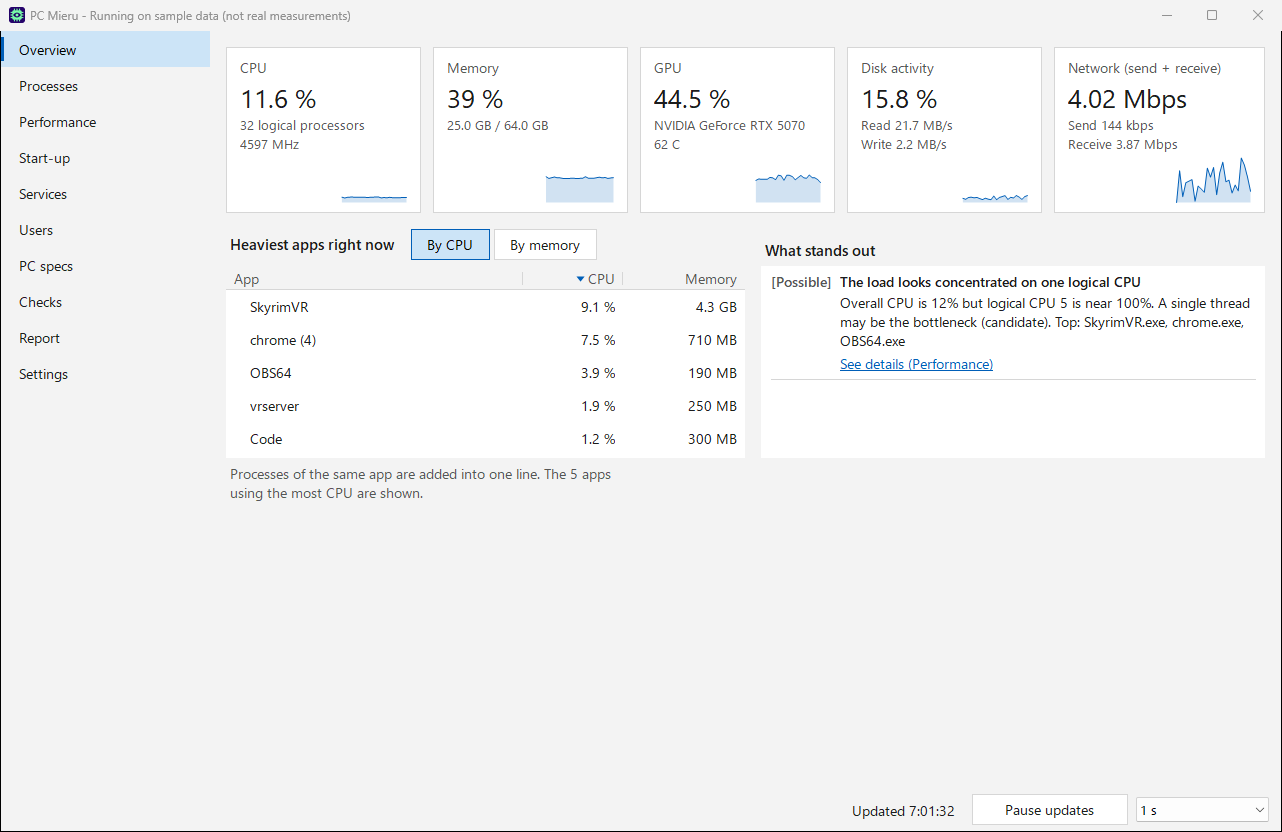 PC Mieru - Running on sample data (not real measurements)
Overview
Processes
Performance
Start-up
Services
Users
PC specs
Checks
Report
Settings
CPU
11.6 %
32 logical processors
4597 MHz
Memory
39 %
25.0 GB / 64.0 GB
GPU
44.5 %
NVIDIA GeForce RTX 5070
62 C
Disk activity
15.8 %
Read 21.7 MB/s
Write 2.2 MB/s
Network (send + receive)
4.02 Mbps
Send 144 kbps
Receive 3.87 Mbps
Heaviest apps right now
By CPU
By memory
App CPU Memory
SkyrimVR 9.1 % 4.3 GB
chrome (4) 7.5 % 710 MB
OBS64 3.9 % 190 MB
vrserver 1.9 % 250 MB
Code 1.2 % 300 MB
Processes of the same app are added into one line. The 5 apps
using the most CPU are shown.
What stands out
[Possible] The load looks concentrated on one logical CPU
Overall CPU is 12% but logical CPU 5 is near 100%. A single thread
may be the bottleneck (candidate). Top: SkyrimVR.exe, chrome.exe,
OBS64.exe
See details (Performance)
Updated 7:01:32
Pause updates
1 s